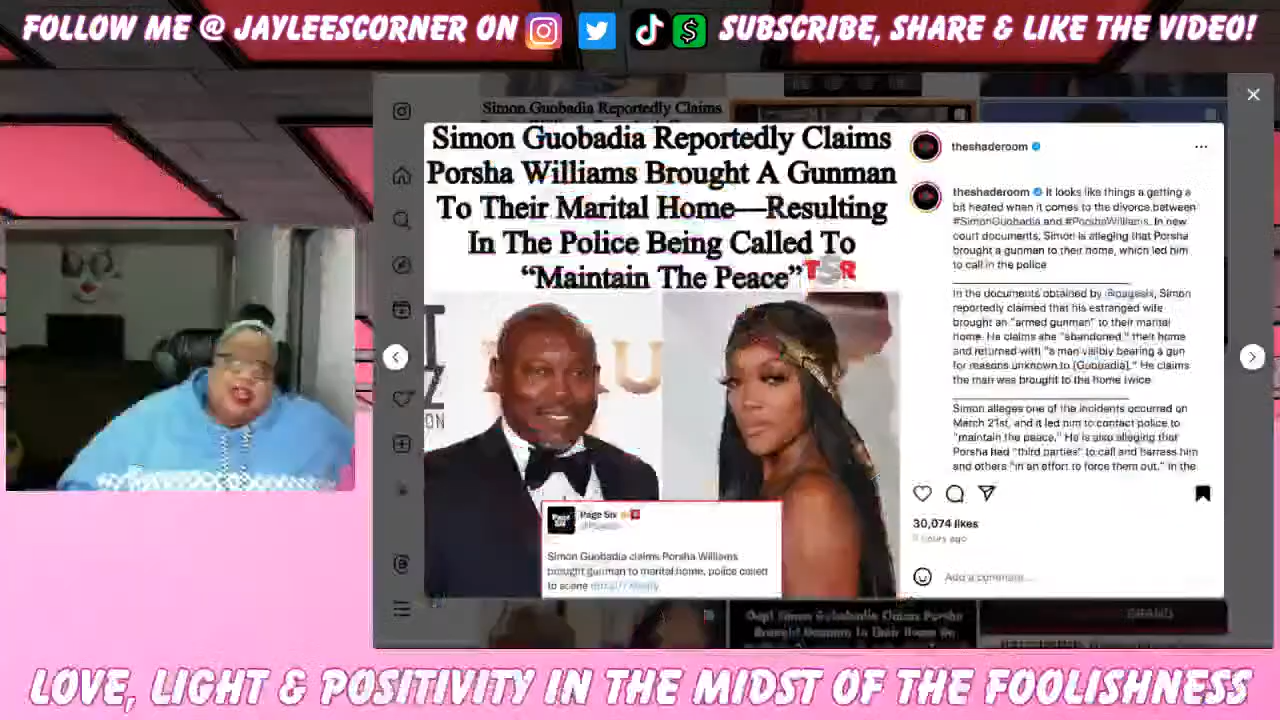 FOLLOW ME @ JAYLEESCORNER ON
SUBSCRIBE, SHARE & LIKE THE VIDEO!
Simon Guobadia Reportedly Claims
Simon Guobadia Reportedly Claims
Porsha Williams Brought A Gunman
To Their Marital Home—Resulting
In The Police Being Called To
“Maintain The Peace”
TSR
Page Six
Simon Guobadia claims Porsha Williams
brought gunman to marital home, police called
to scene
theshaderoom
theshaderoom It looks like things a getting a
bit heated when it comes to the divorce between
#SimonGuobadia and #PorshaWilliams. In new
court documents, Simon is alleging that Porsha
brought a gunman to their home, which led him
to call in the police
In the documents obtained by @pagesix, Simon
reportedly claimed that his estranged wife
brought an “armed gunman” to their marital
home. He claims she “abandoned” their home
and returned with “a man visibly bearing a gun
for reasons unknown to [Guobadia].” He claims
the man was brought to the home twice
Simon alleges one of the incidents occurred on
March 21st, and it led him to contact police to
“maintain the peace.” He is also alleging that
Porsha had “third parties” to call and harass him
and others “in an effort to force them out.” In the
30,074 likes
hours ago
Add a comment...
LOVE, LIGHT & POSITIVITY IN THE MIDST OF THE FOOLISHNESS